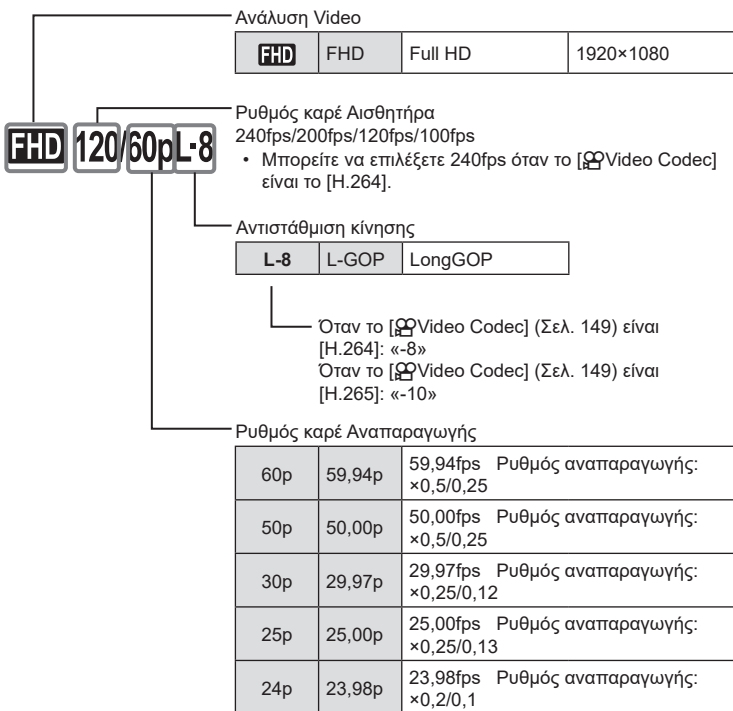 Ανάλυση Video
FHD FHD Full HD 1920×1080
FHD 120/60p L-8
Ρυθμός καρέ Αισθητήρα
240fps/200fps/120fps/100fps
• Μπορείτε να επιλέξετε 240fps όταν το [Video Codec]
είναι το [H.264].
Αντιστάθμιση κίνησης
L-8 L-GOP LongGOP
Όταν το [Video Codec] (Σελ. 149) είναι
[H.264]: «-8»
Όταν το [Video Codec] (Σελ. 149) είναι
[H.265]: «-10»
Ρυθμός καρέ Αναπαραγωγής
60p 59,94p 59,94fps Ρυθμός αναπαραγωγής:
×0,5/0,25
50p 50,00p 50,00fps Ρυθμός αναπαραγωγής:
×0,5/0,25
30p 29,97p 29,97fps Ρυθμός αναπαραγωγής:
×0,25/0,12
25p 25,00p 25,00fps Ρυθμός αναπαραγωγής:
×0,25/0,13
24p 23,98p 23,98fps Ρυθμός αναπαραγωγής:
×0,2/0,1